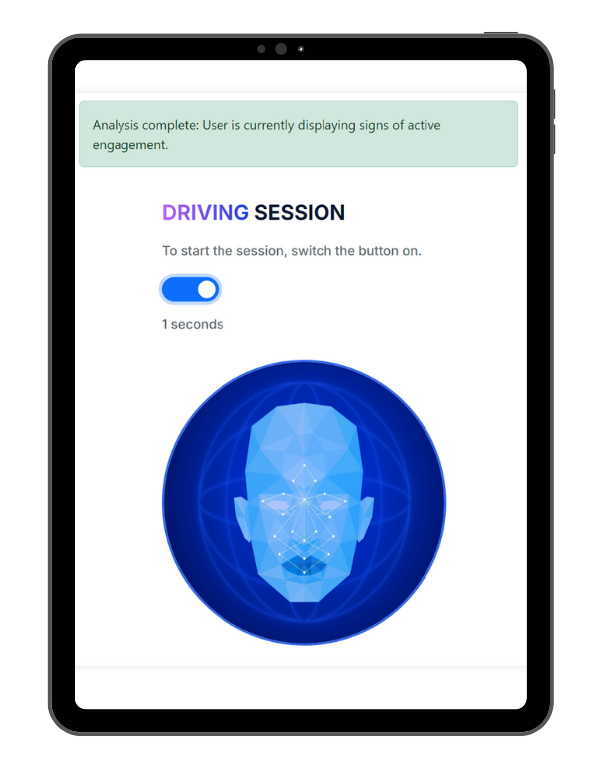 Analysis complete: User is currently displaying signs of active
engagement.
DRIVING SESSION
To start the session, switch the button on.
1 seconds